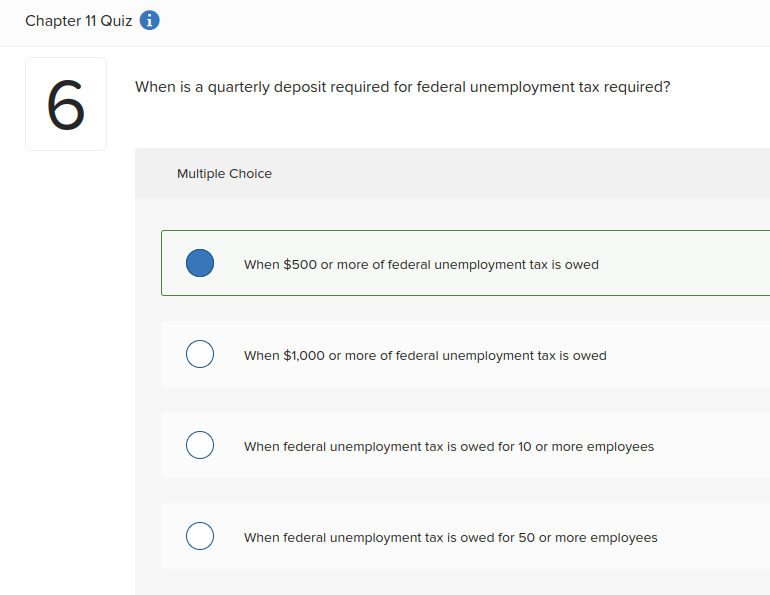 Chapter 11 Quiz i
6
When is a quarterly deposit required for federal unemployment tax required?
Multiple Choice
When $500 or more of federal unemployment tax is owed
When $1,000 or more of federal unemployment tax is owed
When federal unemployment tax is owed for 10 or more employees
When federal unemployment tax is owed for 50 or more employees